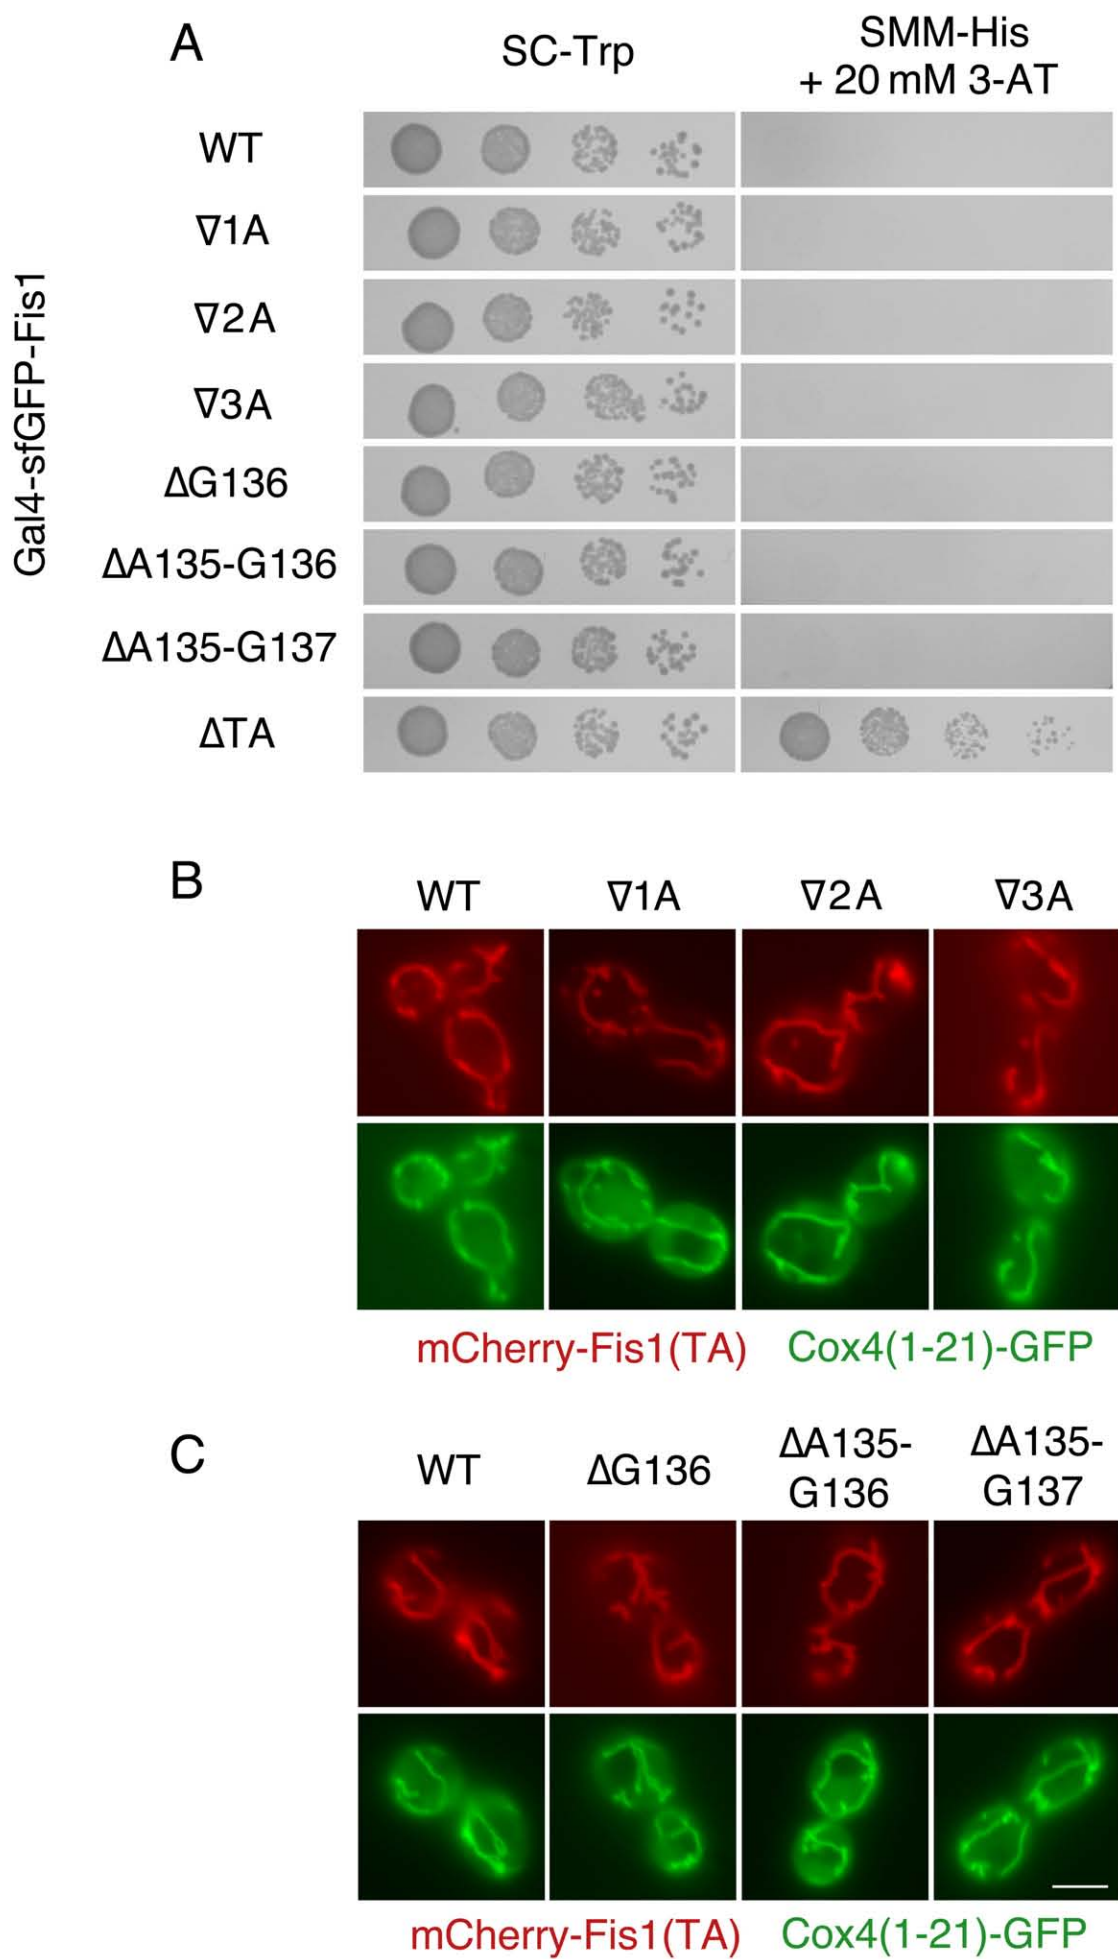 A
SC-Trp
SMM-His
+ 20 mM 3-AT
Gal4-sfGFP-Fis1
WT
∇1A
∇2A
∇3A
ΔG136
ΔA135-G136
ΔA135-G137
ΔTA
B
WT
∇1A
∇2A
∇3A
mCherry-Fis1(TA)
Cox4(1-21)-GFP
C
WT
ΔG136
ΔA135-
G136
ΔA135-
G137
mCherry-Fis1(TA)
Cox4(1-21)-GFP